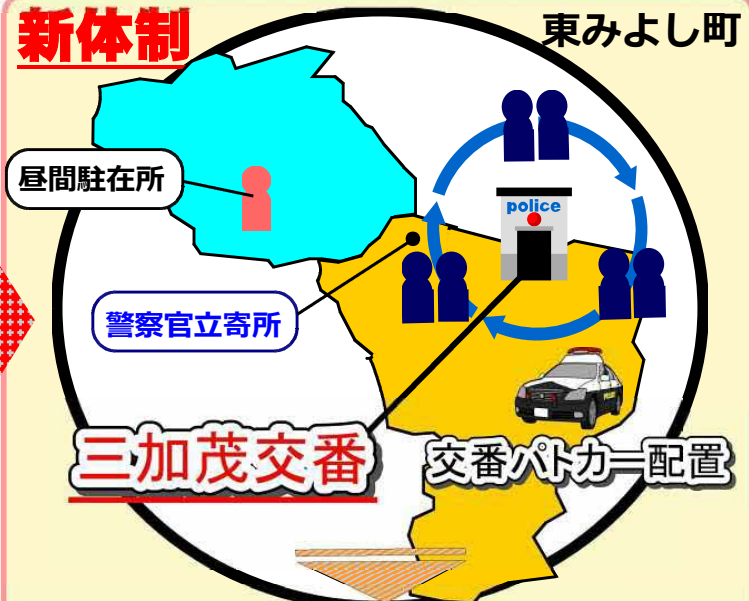 新体制
東みよし町
昼間駐在所
police
警察官立寄所
三加茂交番
交番パトカー配置